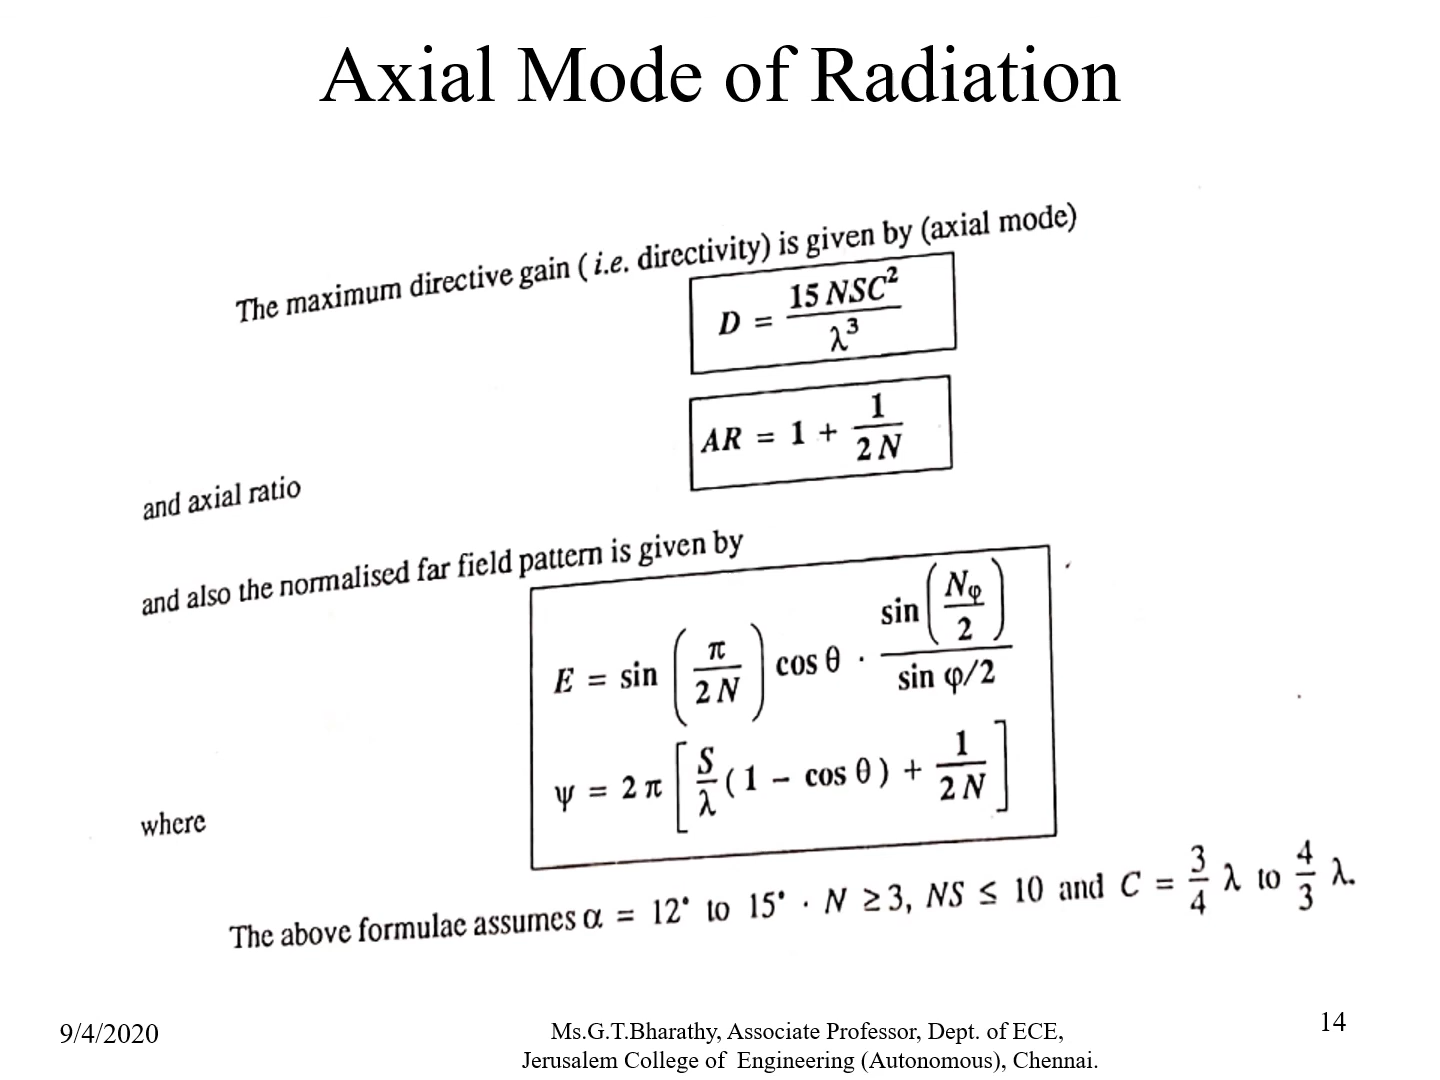 Axial Mode of Radiation
The maximum directive gain ( i.e. directivity) is given by (axial mode)
D = 15 NSC² / λ³
AR = 1 + 1 / 2 N
and axial ratio
and also the normalised far field pattern is given by
E = sin ( π / 2 N ) cos θ · sin ( Nφ / 2 ) / sin φ/2
ψ = 2 π [ S / λ ( 1 − cos θ ) + 1 / 2 N ]
where
The above formulae assumes α = 12° to 15° · N ≥ 3, NS ≤ 10 and C = 3/4 λ to 4/3 λ.
9/4/2020
Ms.G.T.Bharathy, Associate Professor, Dept. of ECE,
Jerusalem College of Engineering (Autonomous), Chennai.
14